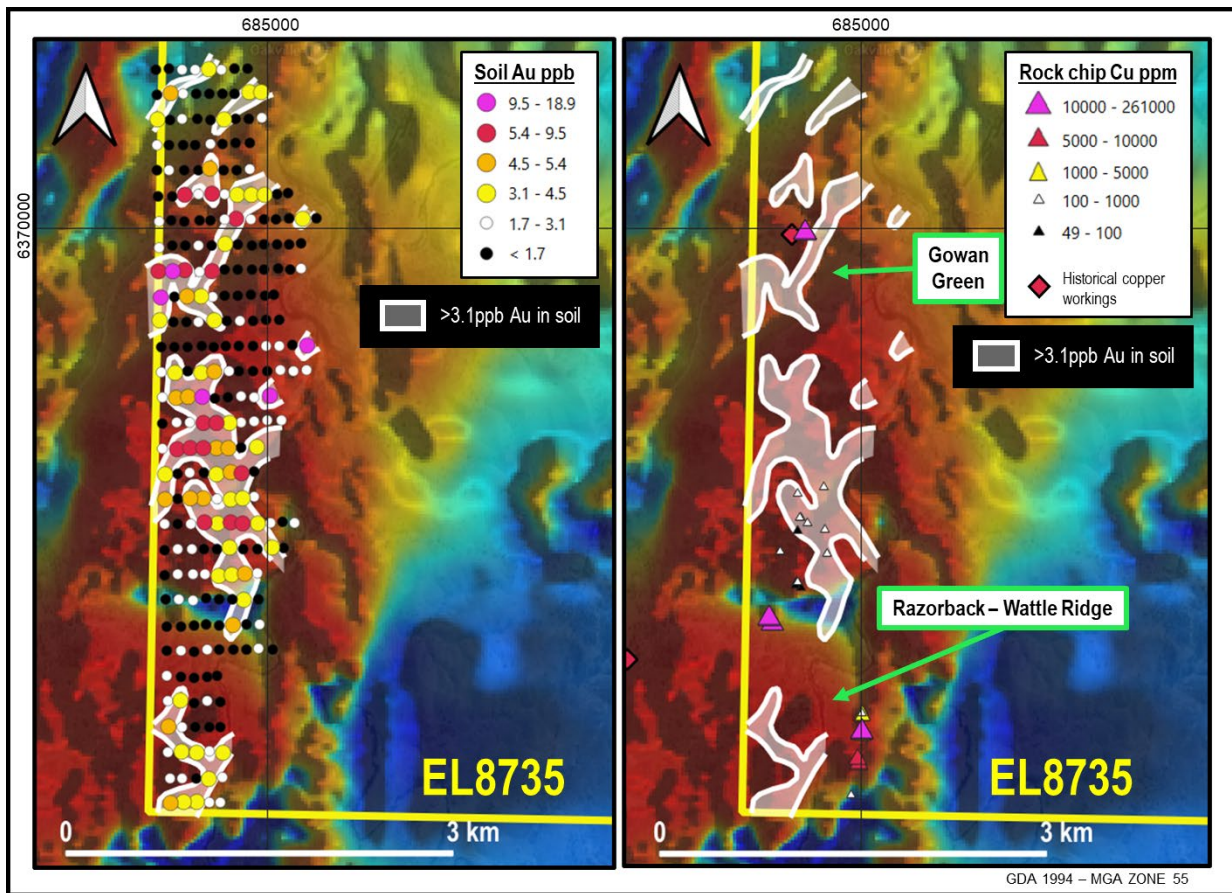 685000
685000
6370000
Soil Au ppb
9.5 - 18.9
5.4 - 9.5
4.5 - 5.4
3.1 - 4.5
1.7 - 3.1
< 1.7
>3.1ppb Au in soil
EL8735
0
3 km
Rock chip Cu ppm
10000 - 261000
5000 - 10000
1000 - 5000
100 - 1000
49 - 100
Historical copper
workings
>3.1ppb Au in soil
Gowan
Green
Razorback – Wattle Ridge
EL8735
0
3 km
GDA 1994 – MGA ZONE 55